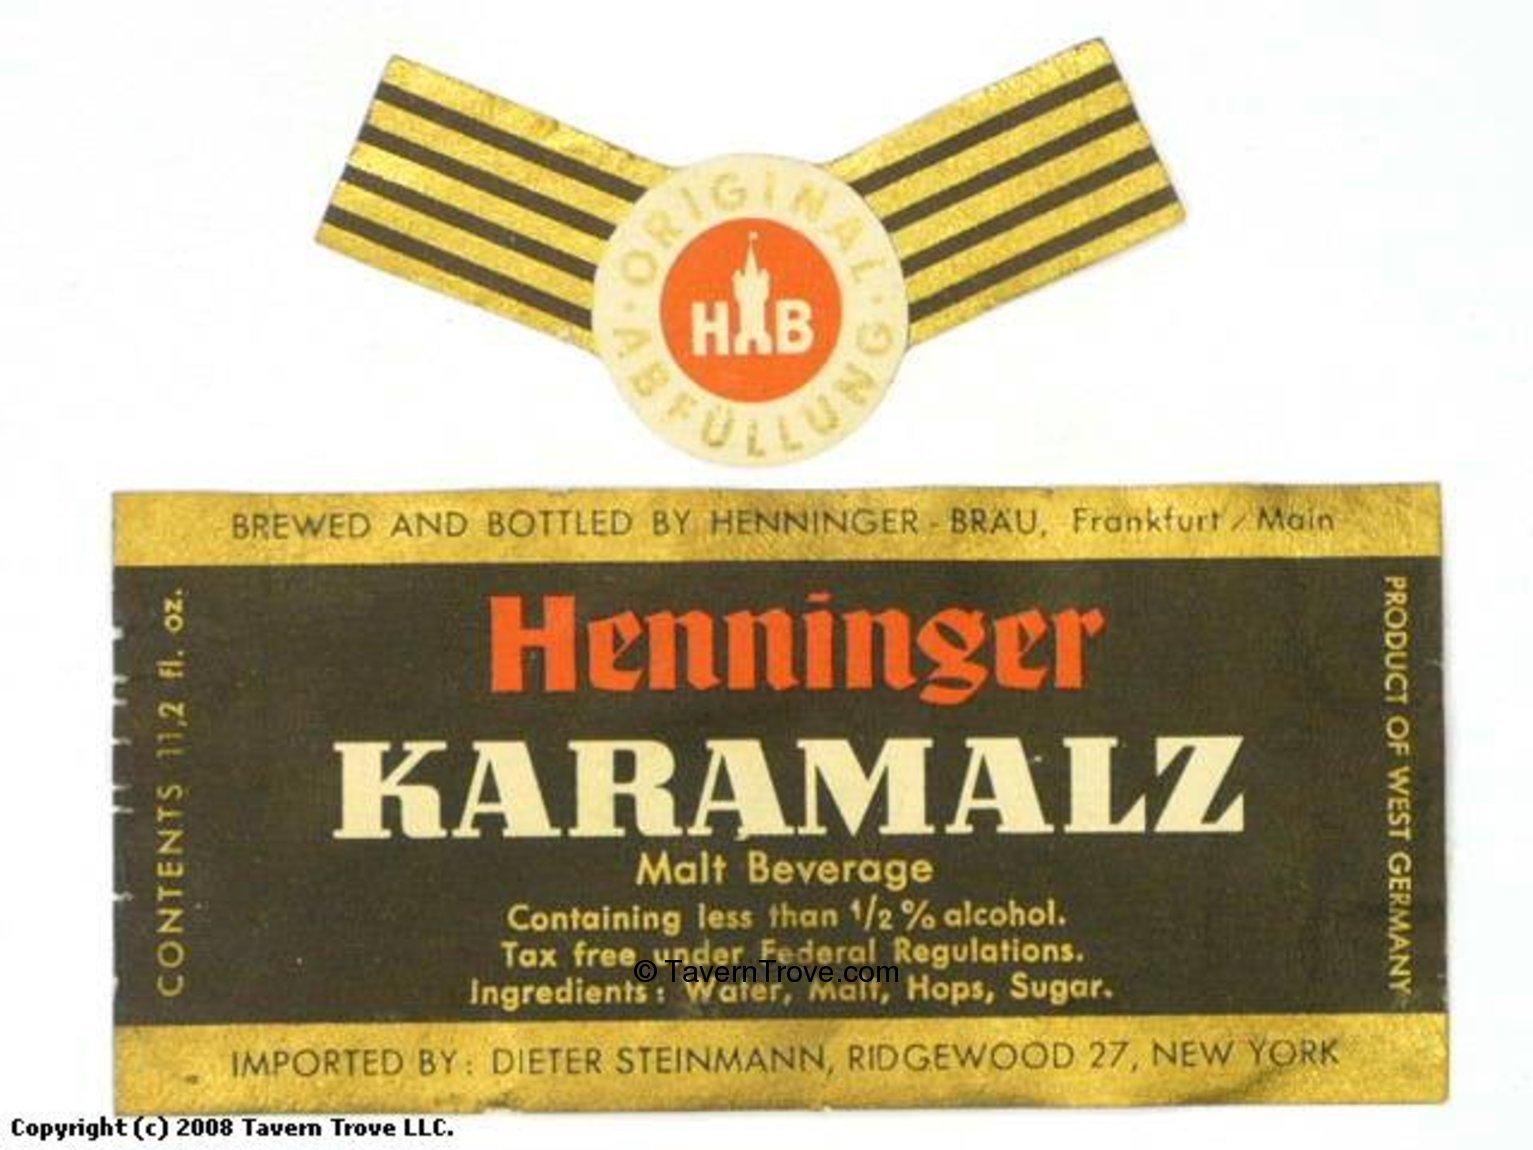 ORIGINAL
H B
· ABFÜLLUNG ·
BREWED AND BOTTLED BY HENNINGER - BRÄU, Frankfurt / Main
CONTENTS 11,2 fl. oz.
Henninger
KARAMALZ
Malt Beverage
Containing less than 1/2 % alcohol.
Tax free under Federal Regulations.
© TavernTrove.com
Ingredients : Water, Malt, Hops, Sugar.
PRODUCT OF WEST GERMANY
IMPORTED BY : DIETER STEINMANN, RIDGEWOOD 27, NEW YORK
Copyright (c) 2008 Tavern Trove LLC.